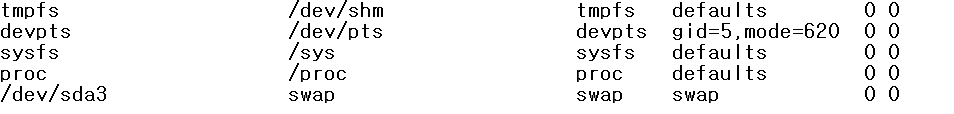 tmpfs /dev/shm tmpfs defaults 0 0
devpts /dev/pts devpts gid=5,mode=620 0 0
sysfs /sys sysfs defaults 0 0
proc /proc proc defaults 0 0
/dev/sda3 swap swap swap 0 0